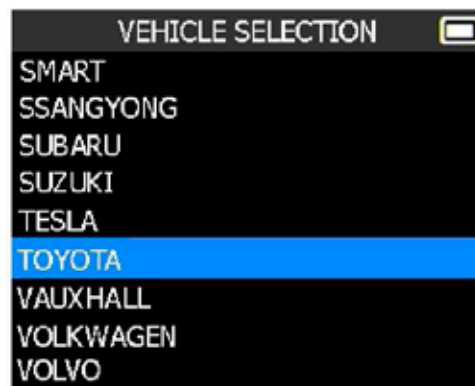 VEHICLE SELECTION
SMART
SSANGYONG
SUBARU
SUZUKI
TESLA
TOYOTA
VAUXHALL
VOLKWAGEN
VOLVO